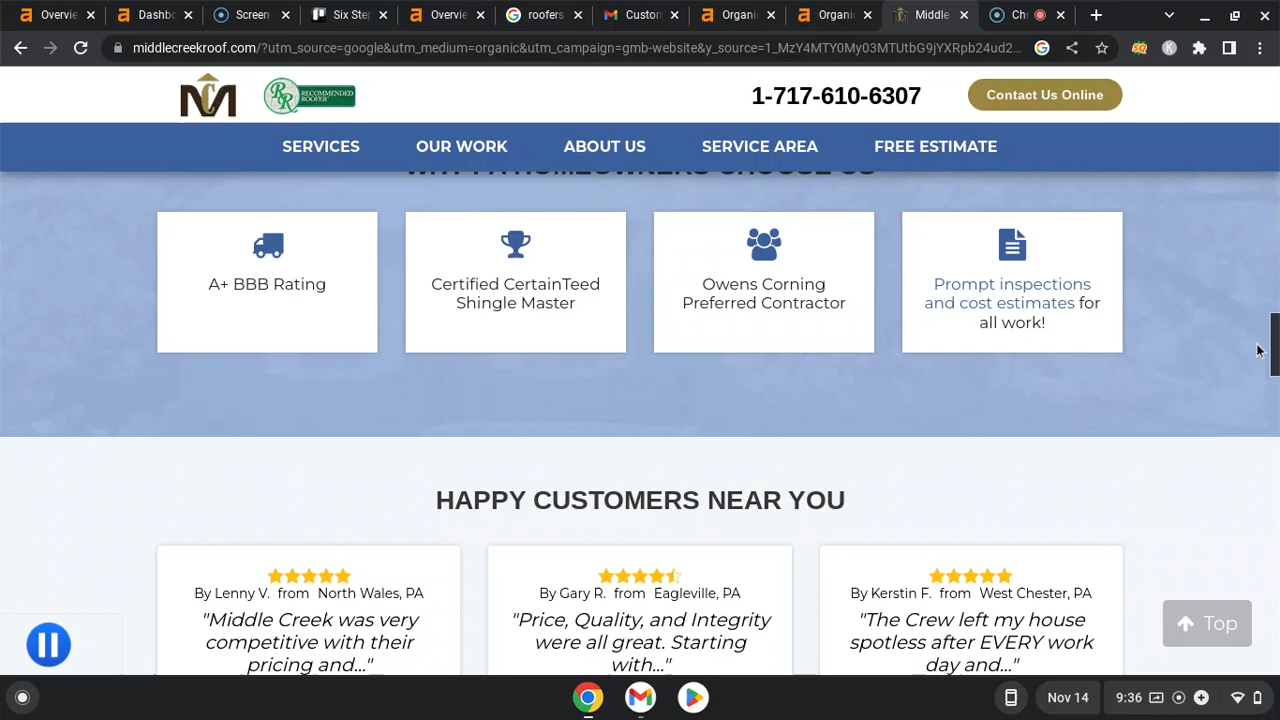 Overvie
Dashb
Screen
Six Ste
Overvie
roofers
Custom
Organi
Organi
Middle
Ch
middlecreekroof.com/?utm_source=google&utm_medium=organic&utm_campaign=gmb-website&y_source=1_MzY4MTY0My03MTUtbG9jYXRpb24ud2...
MC
RR RECOMMENDED ROOFER
1-717-610-6307
Contact Us Online
SERVICES OUR WORK ABOUT US SERVICE AREA FREE ESTIMATE
WHY PA HOMEOWNERS CHOOSE US
A+ BBB Rating
Certified CertainTeed
Shingle Master
Owens Corning
Preferred Contractor
Prompt inspections
and cost estimates for
all work!
HAPPY CUSTOMERS NEAR YOU
By Lenny V. from North Wales, PA
"Middle Creek was very
competitive with their
pricing and..."
By Gary R. from Eagleville, PA
"Price, Quality, and Integrity
were all great. Starting
with..."
By Kerstin F. from West Chester, PA
"The Crew left my house
spotless after EVERY work
day and..."
Top
Nov 14
9:36